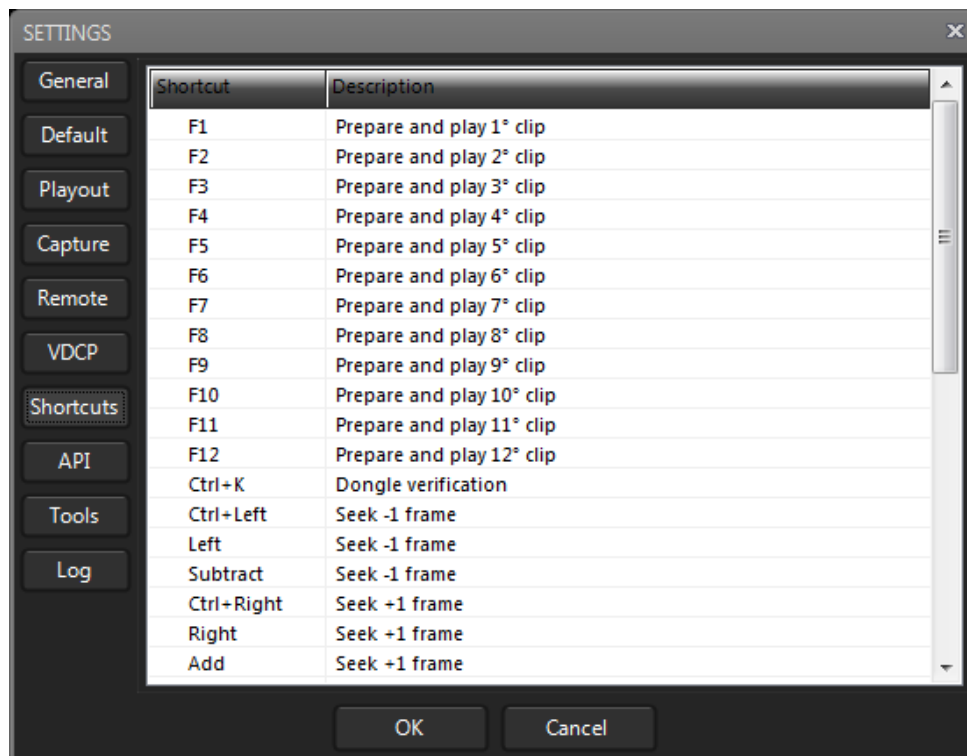 SETTINGS
General
Default
Playout
Capture
Remote
VDCP
Shortcuts
API
Tools
Log
Shortcut Description
F1 Prepare and play 1° clip
F2 Prepare and play 2° clip
F3 Prepare and play 3° clip
F4 Prepare and play 4° clip
F5 Prepare and play 5° clip
F6 Prepare and play 6° clip
F7 Prepare and play 7° clip
F8 Prepare and play 8° clip
F9 Prepare and play 9° clip
F10 Prepare and play 10° clip
F11 Prepare and play 11° clip
F12 Prepare and play 12° clip
Ctrl+K Dongle verification
Ctrl+Left Seek -1 frame
Left Seek -1 frame
Subtract Seek -1 frame
Ctrl+Right Seek +1 frame
Right Seek +1 frame
Add Seek +1 frame
OK Cancel